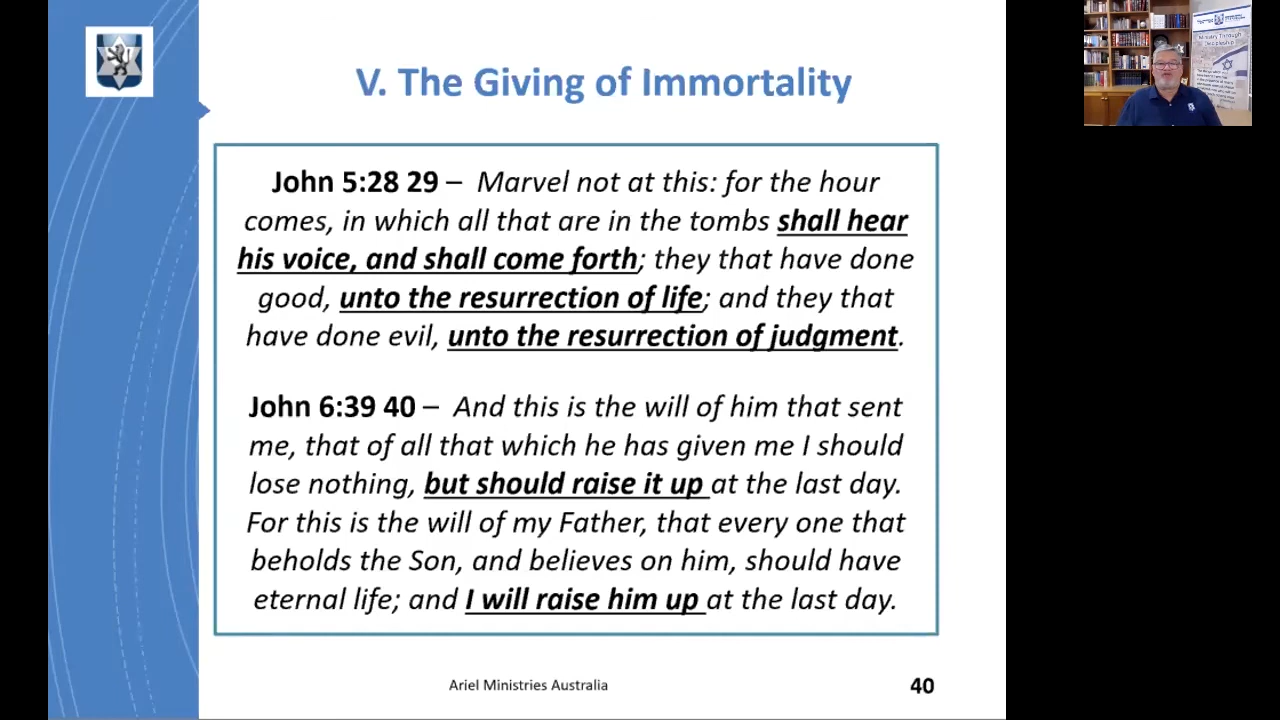 V. The Giving of Immortality
John 5:28 29 – Marvel not at this: for the hour
comes, in which all that are in the tombs shall hear
his voice, and shall come forth; they that have done
good, unto the resurrection of life; and they that
have done evil, unto the resurrection of judgment.
John 6:39 40 – And this is the will of him that sent
me, that of all that which he has given me I should
lose nothing, but should raise it up at the last day.
For this is the will of my Father, that every one that
beholds the Son, and believes on him, should have
eternal life; and I will raise him up at the last day.
Ariel Ministries Australia
40
Ministry Through
Discipleship